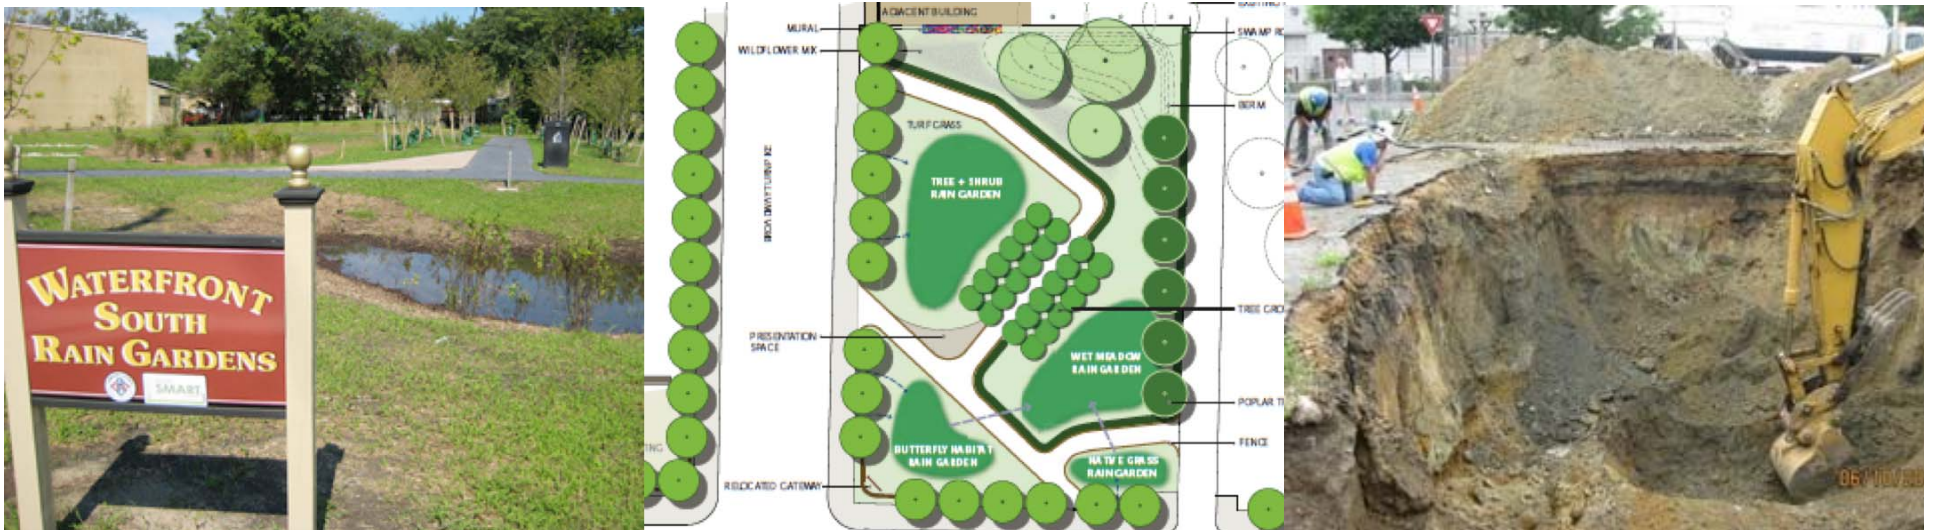 WATERFRONT
SOUTH
RAIN GARDENS
SMART
ADJACENT BUILDING
MURAL
WILDFLOWER MIX
BERM
TURF GRASS
TREE + SHRUB
RAIN GARDEN
PRESENTATION
SPACE
WET MEADOW
RAIN GARDEN
FENCE
BUTTERFLY HABITAT
RAIN GARDEN
NATIVE GRASS
RAIN GARDEN
RELOCATED GATEWAY